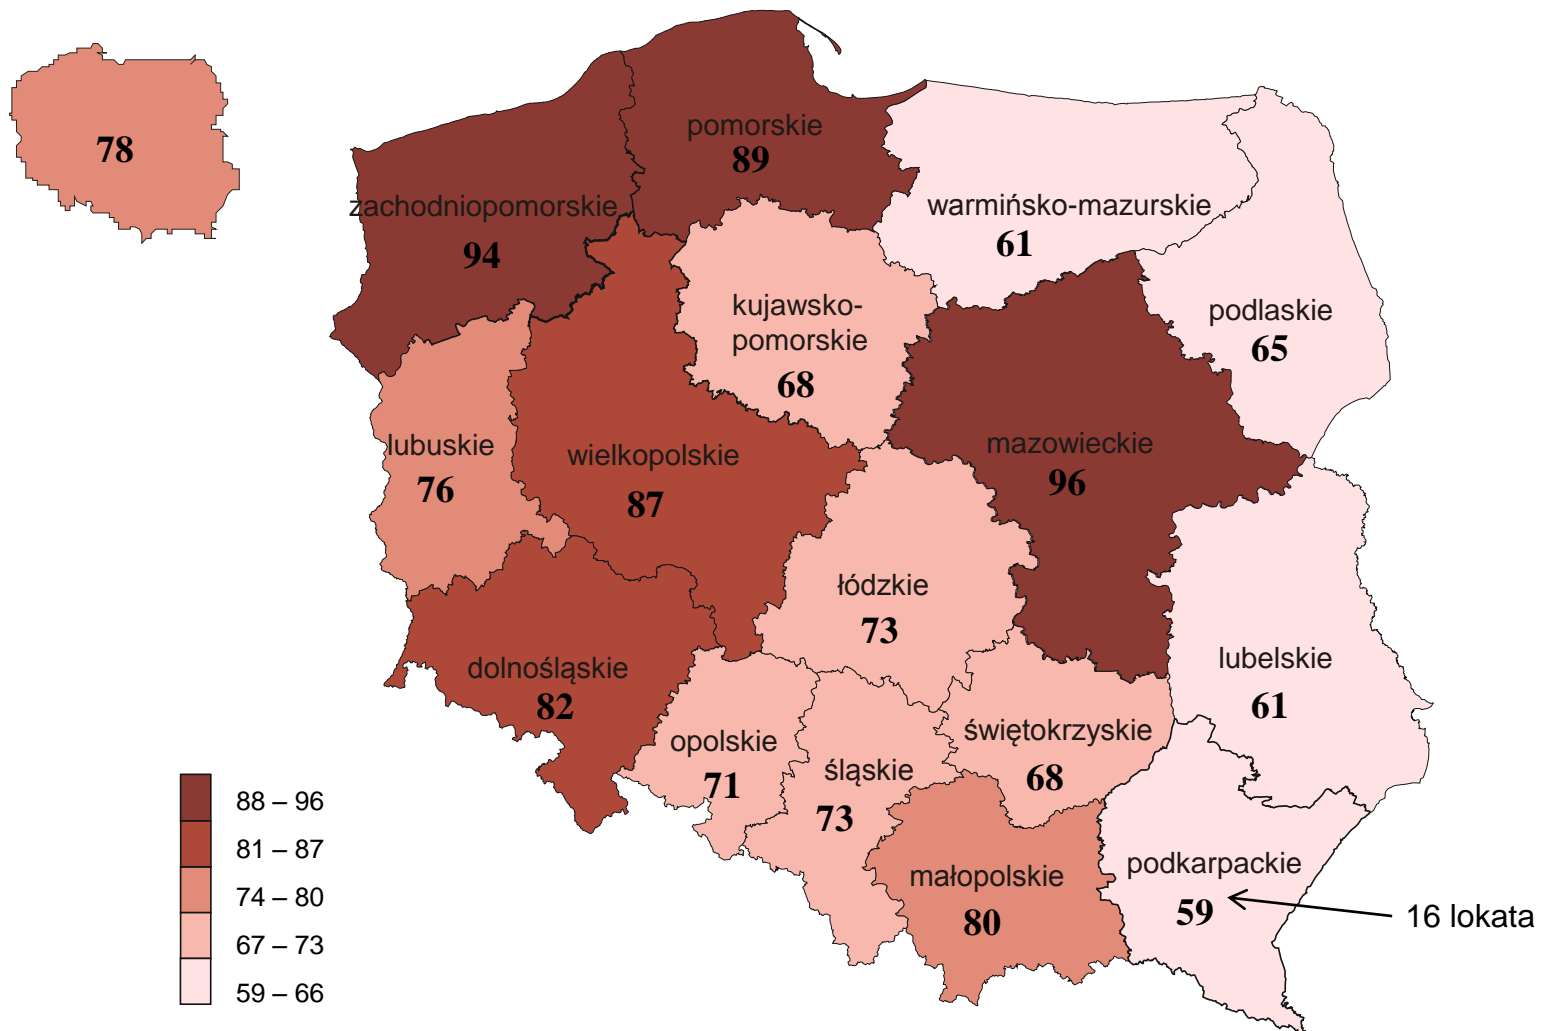 78
pomorskie
89
zachodniopomorskie
94
warmińsko-mazurskie
61
kujawsko-
pomorskie
68
podlaskie
65
lubuskie
76
wielkopolskie
87
mazowieckie
96
łódzkie
73
dolnośląskie
82
lubelskie
61
opolskie
71
śląskie
73
świętokrzyskie
68
małopolskie
80
podkarpackie
59
16 lokata
88 – 96
81 – 87
74 – 80
67 – 73
59 – 66